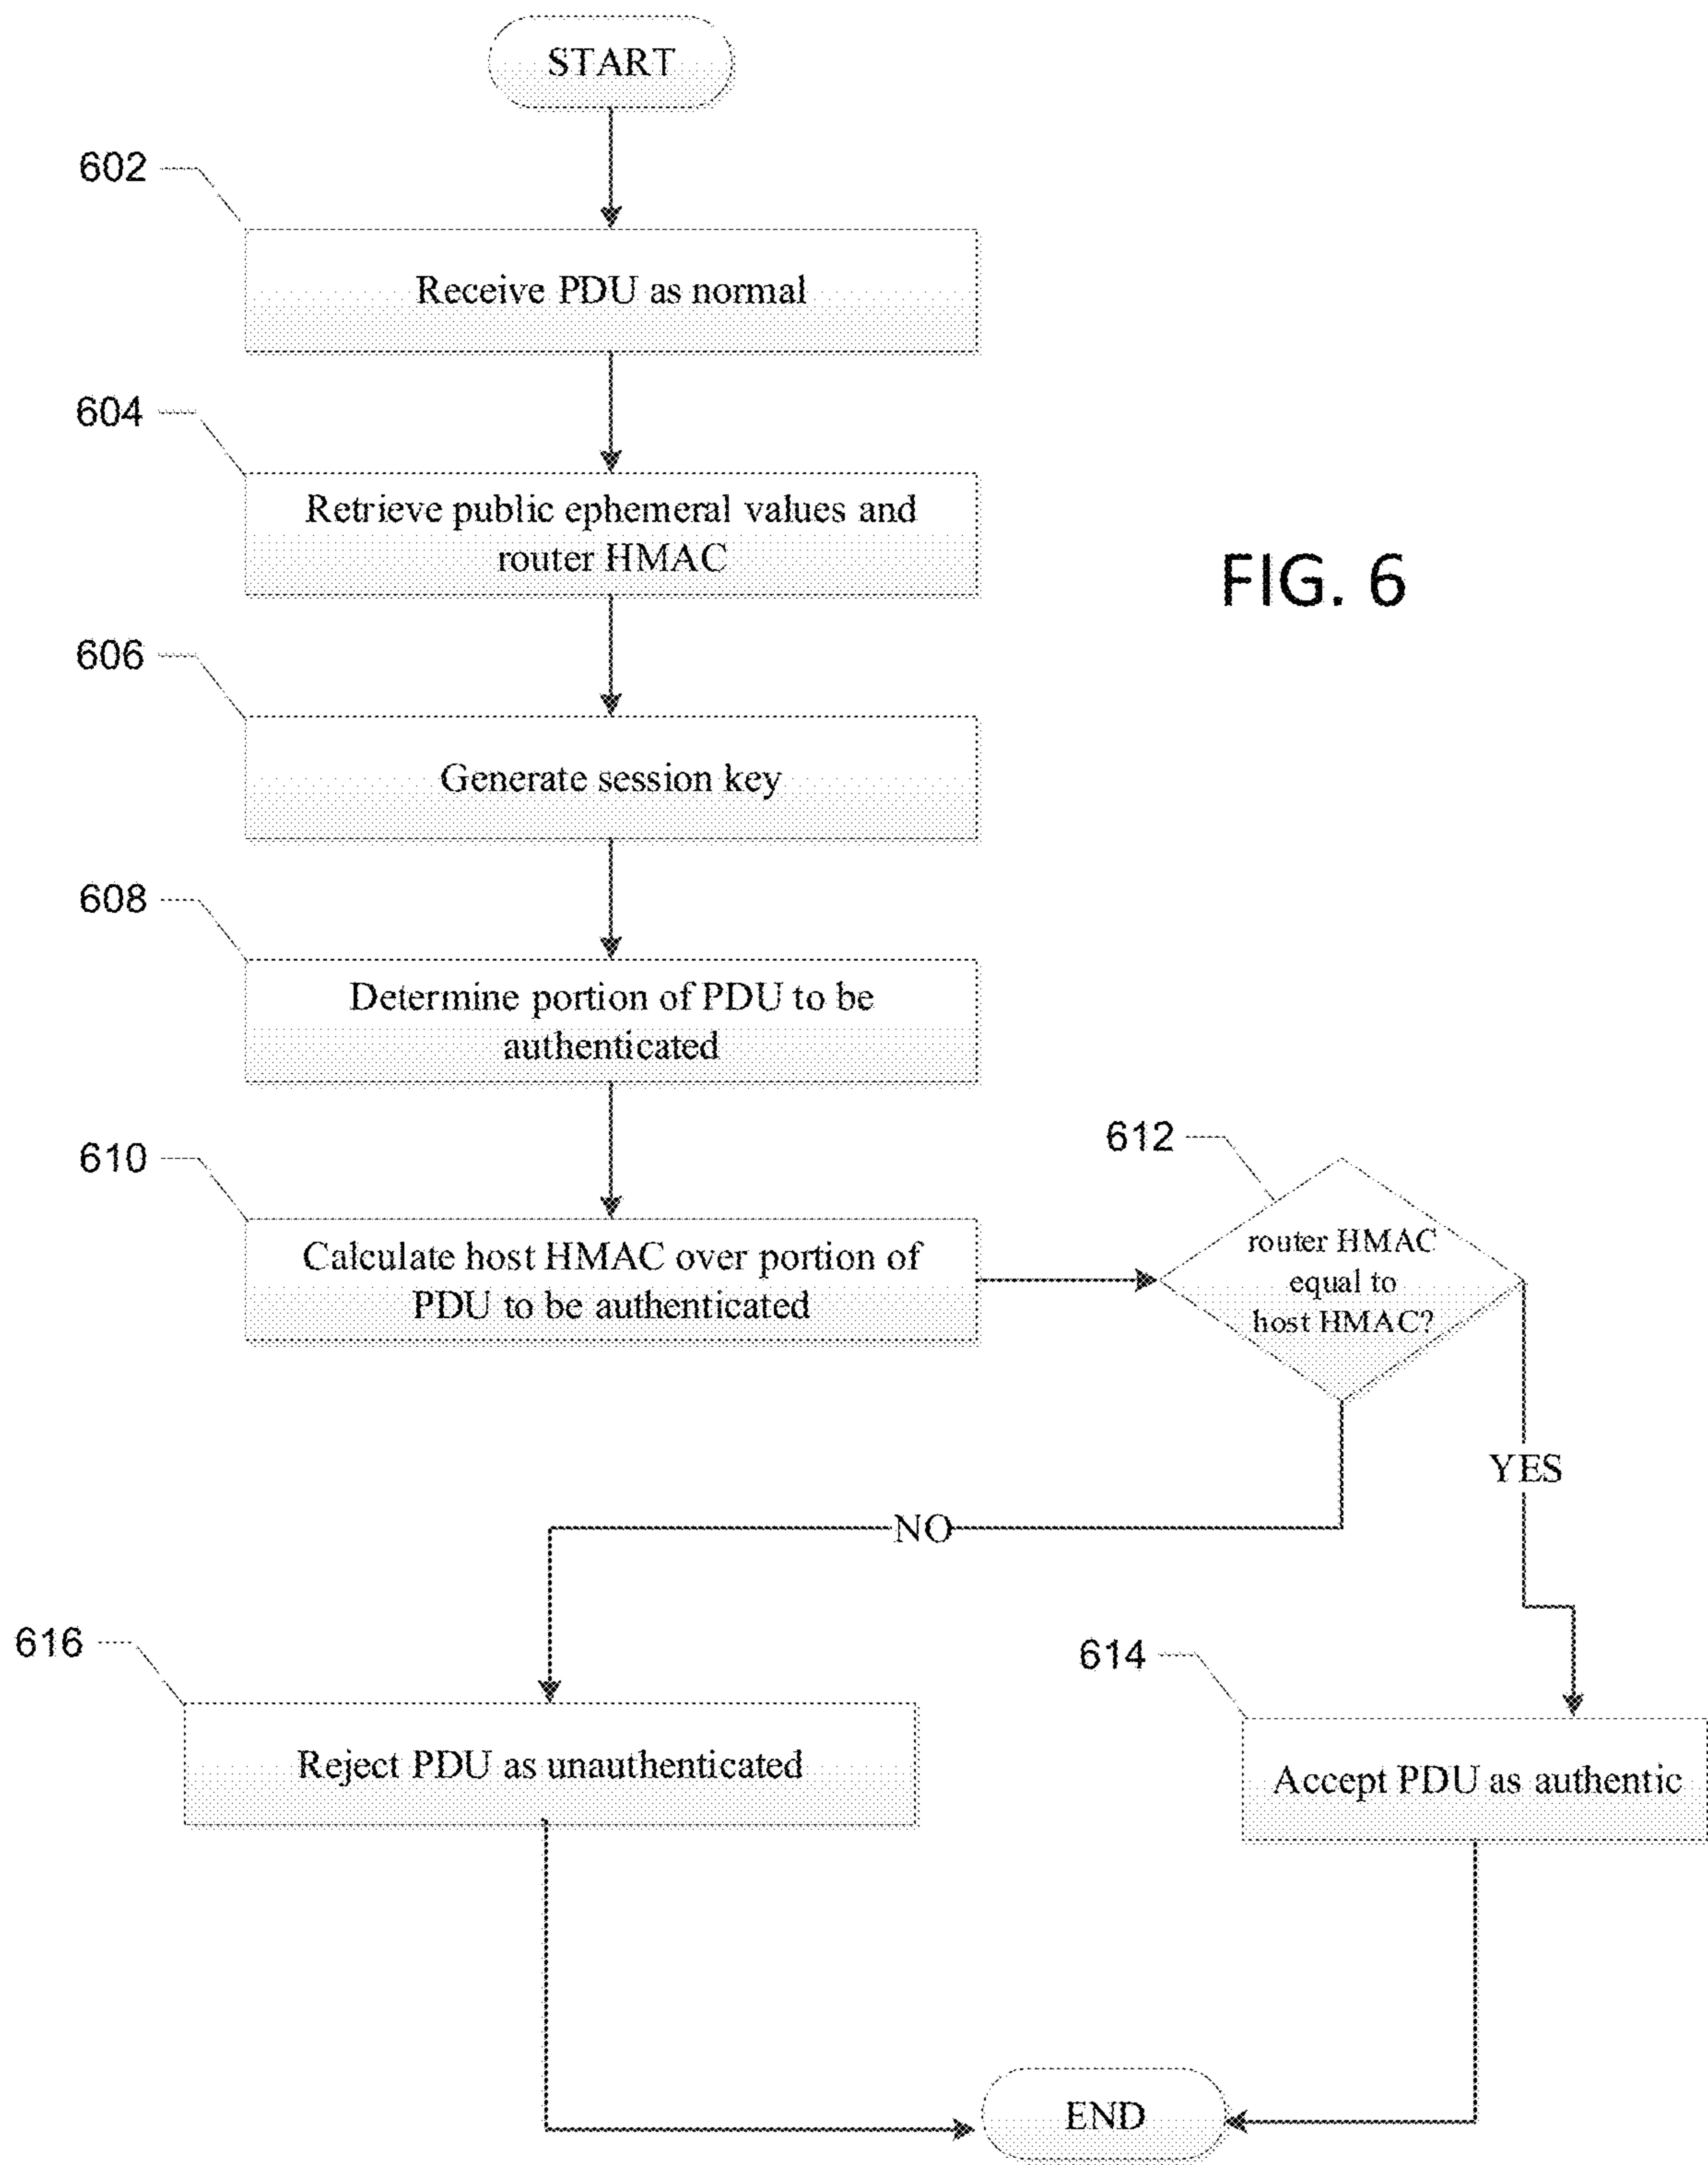 START
602
Receive PDU as normal
604
Retrieve public ephemeral values and
router HMAC
FIG. 6
606
Generate session key
608
Determine portion of PDU to be
authenticated
610
Calculate host HMAC over portion of
PDU to be authenticated
612
router HMAC
equal to
host HMAC?
YES
NO
616
Reject PDU as unauthenticated
614
Accept PDU as authentic
END